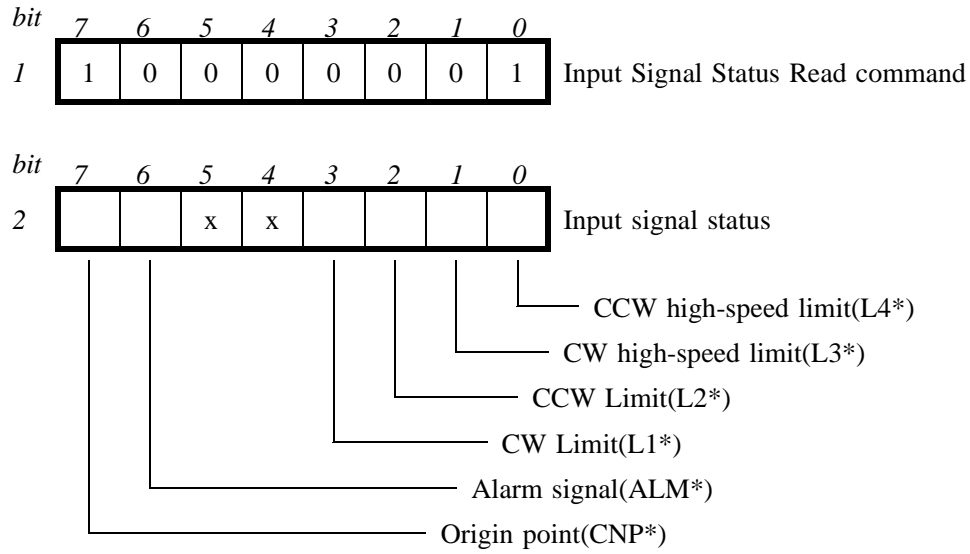 bit 7 6 5 4 3 2 1 0
1 1 0 0 0 0 0 0 1 Input Signal Status Read command
bit 7 6 5 4 3 2 1 0
2 x x Input signal status
CCW high-speed limit(L4*)
CW high-speed limit(L3*)
CCW Limit(L2*)
CW Limit(L1*)
Alarm signal(ALM*)
Origin point(CNP*)